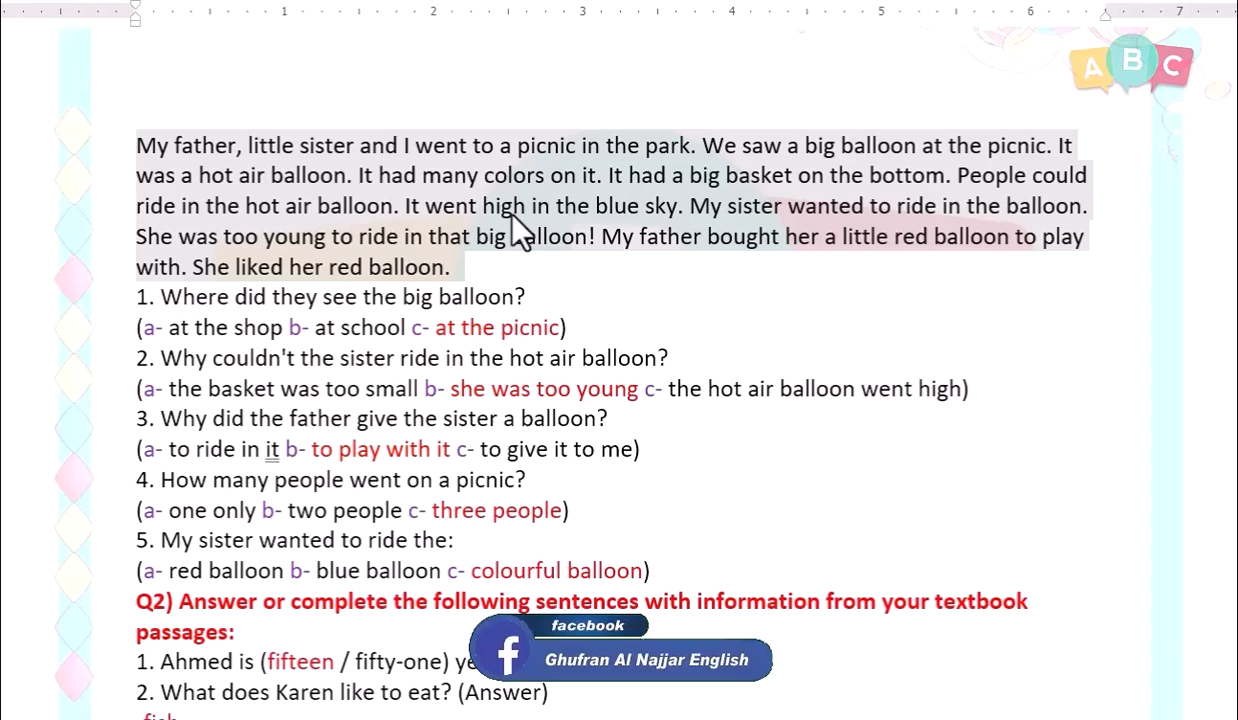 1 2 3 4 5 6 7
A B C
My father, little sister and I went to a picnic in the park. We saw a big balloon at the picnic. It
was a hot air balloon. It had many colors on it. It had a big basket on the bottom. People could
ride in the hot air balloon. It went high in the blue sky. My sister wanted to ride in the balloon.
She was too young to ride in that big balloon! My father bought her a little red balloon to play
with. She liked her red balloon.
1. Where did they see the big balloon?
(a- at the shop b- at school c- at the picnic)
2. Why couldn't the sister ride in the hot air balloon?
(a- the basket was too small b- she was too young c- the hot air balloon went high)
3. Why did the father give the sister a balloon?
(a- to ride in it b- to play with it c- to give it to me)
4. How many people went on a picnic?
(a- one only b- two people c- three people)
5. My sister wanted to ride the:
(a- red balloon b- blue balloon c- colourful balloon)
Q2) Answer or complete the following sentences with information from your textbook
passages:
1. Ahmed is (fifteen / fifty-one) ye
2. What does Karen like to eat? (Answer)
fish
facebook
Ghufran Al Najjar English